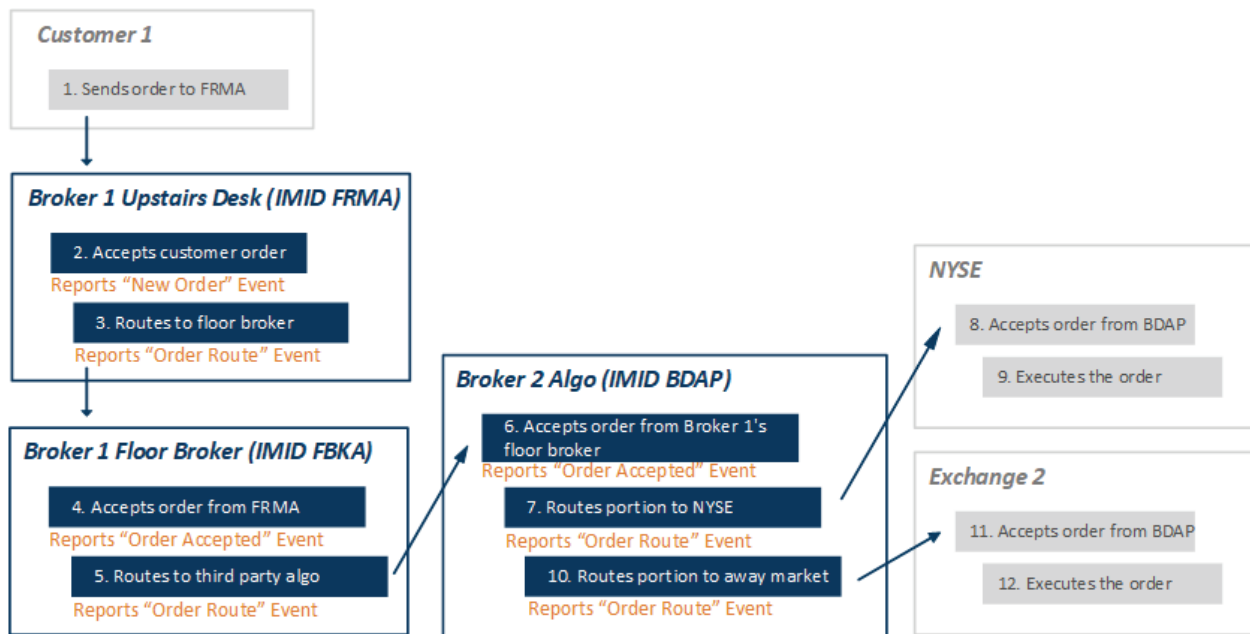 Customer 1
1. Sends order to FRMA
Broker 1 Upstairs Desk (IMID FRMA)
2. Accepts customer order
Reports “New Order” Event
3. Routes to floor broker
Reports “Order Route” Event
Broker 1 Floor Broker (IMID FBKA)
4. Accepts order from FRMA
Reports “Order Accepted” Event
5. Routes to third party algo
Reports “Order Route” Event
Broker 2 Algo (IMID BDAP)
6. Accepts order from Broker 1's
floor broker
Reports “Order Accepted” Event
7. Routes portion to NYSE
Reports “Order Route” Event
10. Routes portion to away market
Reports “Order Route” Event
NYSE
8. Accepts order from BDAP
9. Executes the order
Exchange 2
11. Accepts order from BDAP
12. Executes the order